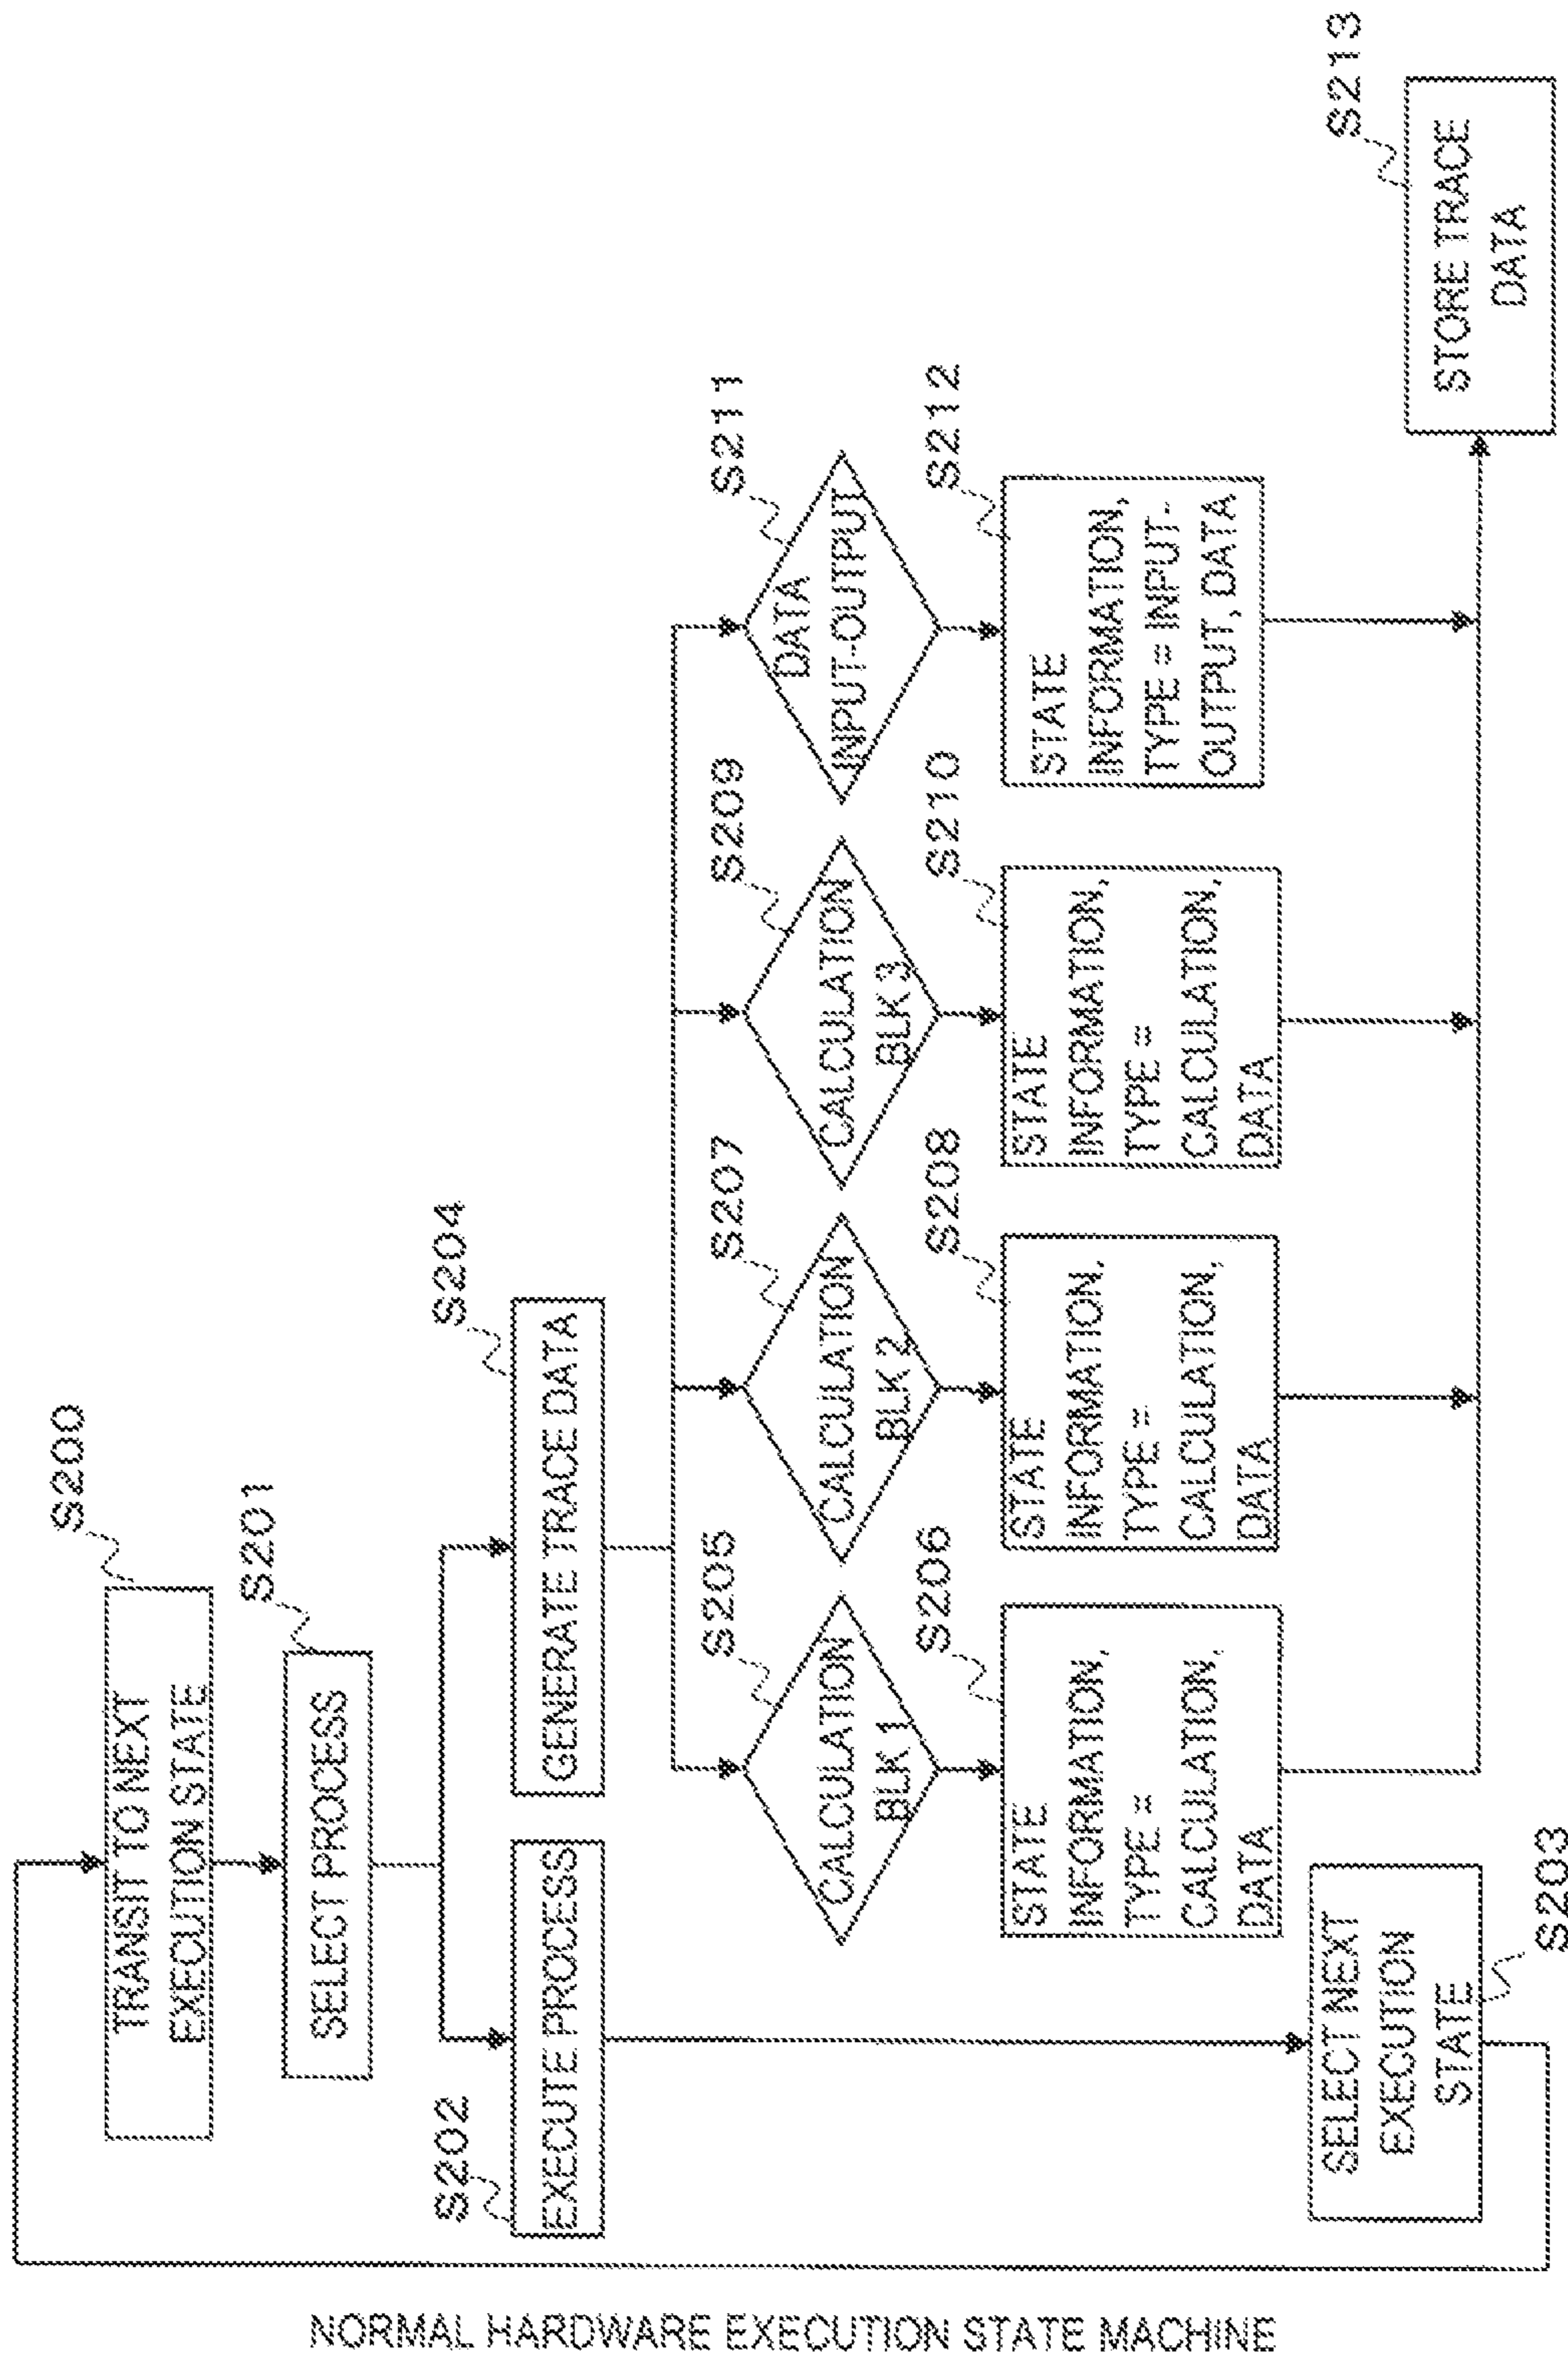 NORMAL HARDWARE EXECUTION STATE MACHINE
S200
TRANSIT TO NEXT
EXECUTION STATE
S201
SELECT PROCESS
S202
EXECUTE PROCESS
S204
GENERATE TRACE DATA
S205
CALCULATION
BLK 1
S207
CALCULATION
BLK 2
S209
CALCULATION
BLK 3
S211
DATA
INPUT-OUTPUT
S206
STATE
INFORMATION,
TYPE =
CALCULATION,
DATA
S208
STATE
INFORMATION,
TYPE =
CALCULATION,
DATA
S210
STATE
INFORMATION,
TYPE =
CALCULATION,
DATA
S212
STATE
INFORMATION,
TYPE = INPUT-
OUTPUT, DATA
SELECT NEXT
EXECUTION
STATE
S203
S213
STORE TRACE
DATA